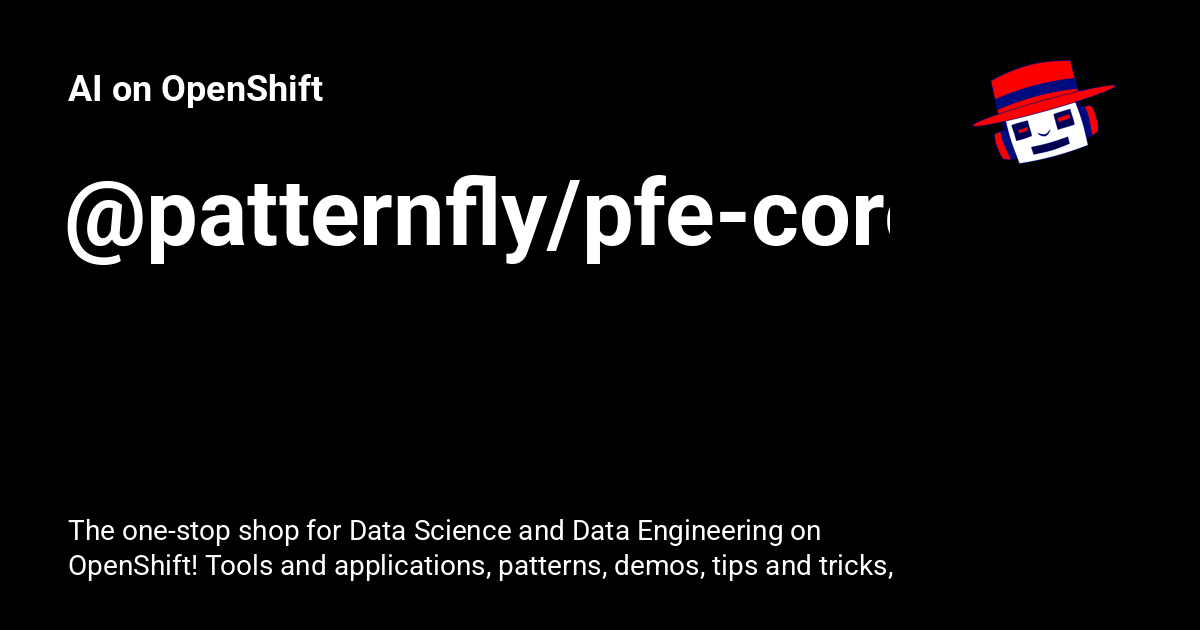 AI on OpenShift
@patternfly/pfe-core
The one-stop shop for Data Science and Data Engineering on
OpenShift! Tools and applications, patterns, demos, tips and tricks,